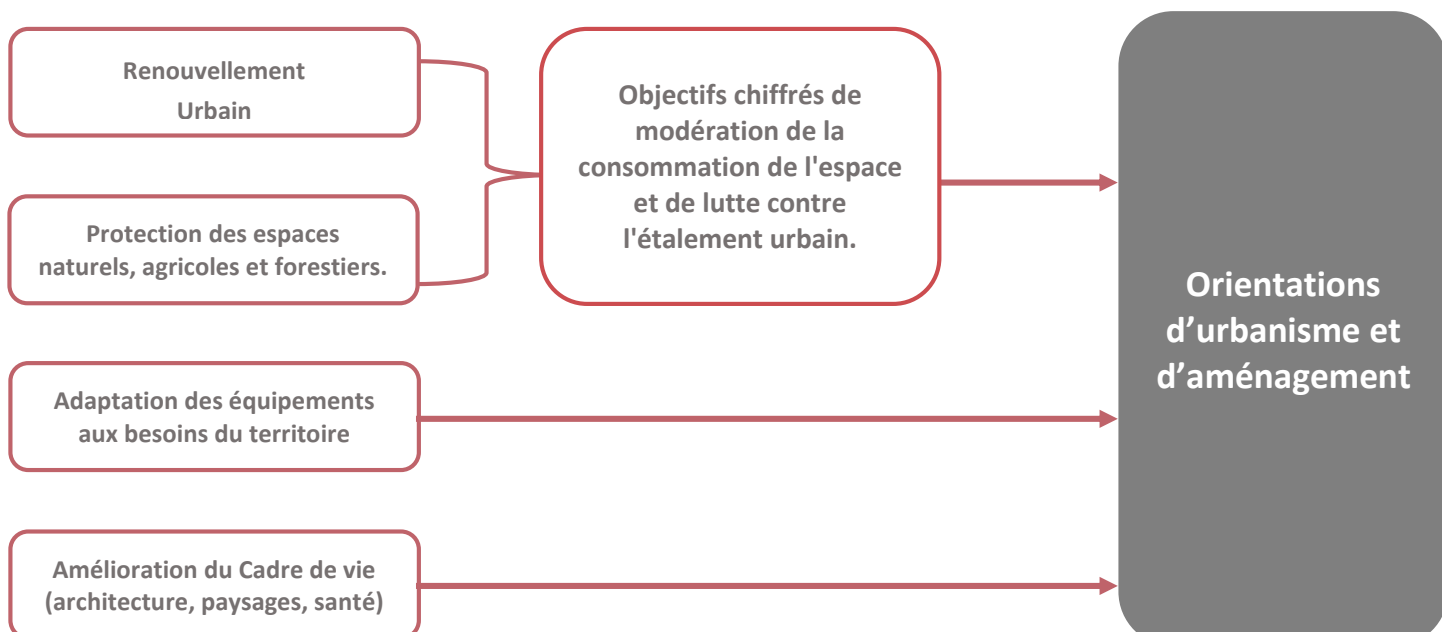 Renouvellement
Urbain
Protection des espaces
naturels, agricoles et forestiers.
Objectifs chiffrés de
modération de la
consommation de l'espace
et de lutte contre
l'étalement urbain.
Adaptation des équipements
aux besoins du territoire
Amélioration du Cadre de vie
(architecture, paysages, santé)
Orientations
d’urbanisme et
d’aménagement